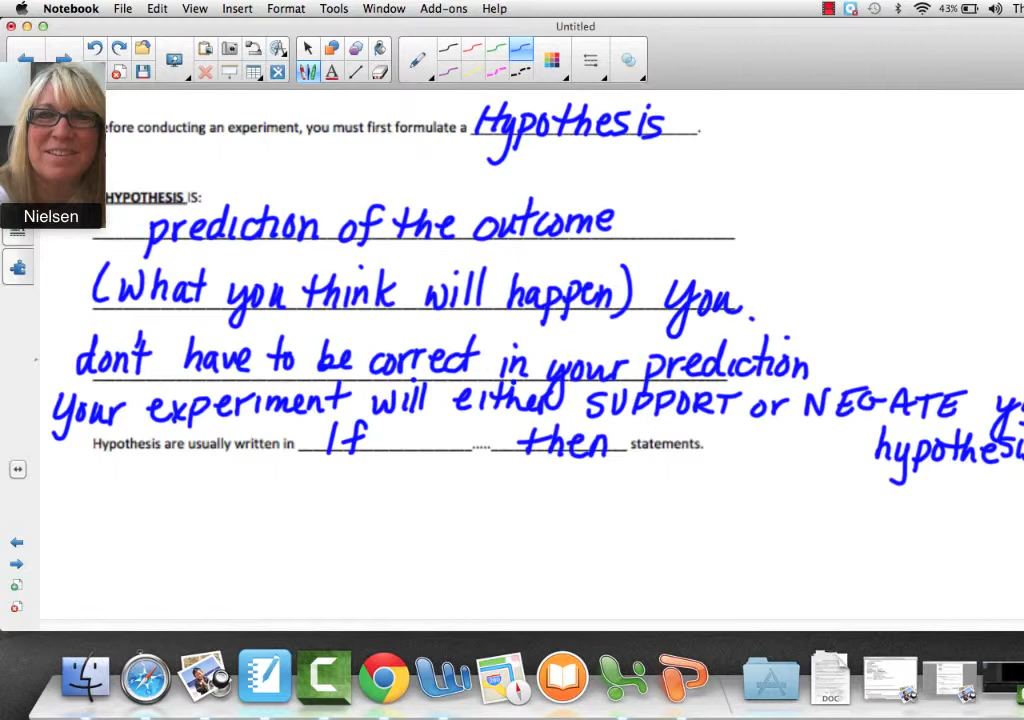 Notebook File Edit View Insert Format Tools Window Add-ons Help 43% Th
Untitled
efore conducting an experiment, you must first formulate a Hypothesis.
Nielsen
HYPOTHESIS IS:
prediction of the outcome
(What you think will happen) You
don't have to be correct in your prediction
Your experiment will either SUPPORT or NEGATE y
hypothesi
Hypothesis are usually written in If ..... then statements.
DOC